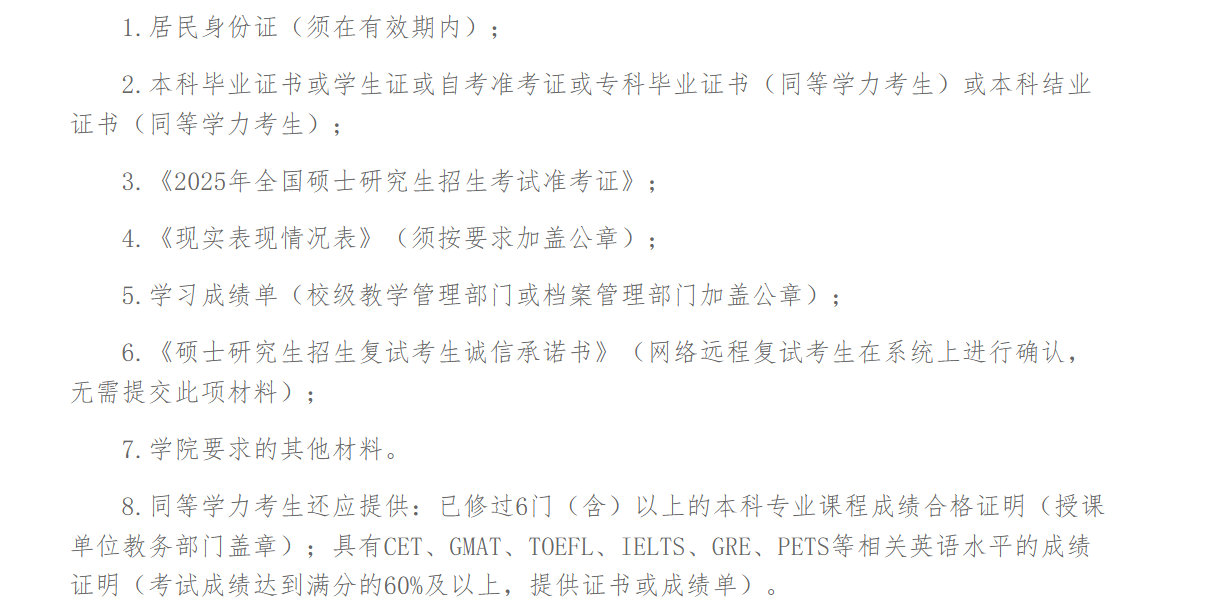 1.居民身份证（须在有效期内）；
2.本科毕业证书或学生证或自考准考证或专科毕业证书（同等学力考生）或本科结业
证书（同等学力考生）；
3.《2025年全国硕士研究生招生考试准考证》；
4.《现实表现情况表》（须按要求加盖公章）；
5.学习成绩单（校级教学管理部门或档案管理部门加盖公章）；
6.《硕士研究生招生复试考生诚信承诺书》（网络远程复试考生在系统上进行确认，
无需提交此项材料）；
7.学院要求的其他材料。
8.同等学力考生还应提供：已修过6门（含）以上的本科专业课程成绩合格证明（授课
单位教务部门盖章）；具有CET、GMAT、TOEFL、IELTS、GRE、PETS等相关英语水平的成绩
证明（考试成绩达到满分的60%及以上，提供证书或成绩单）。